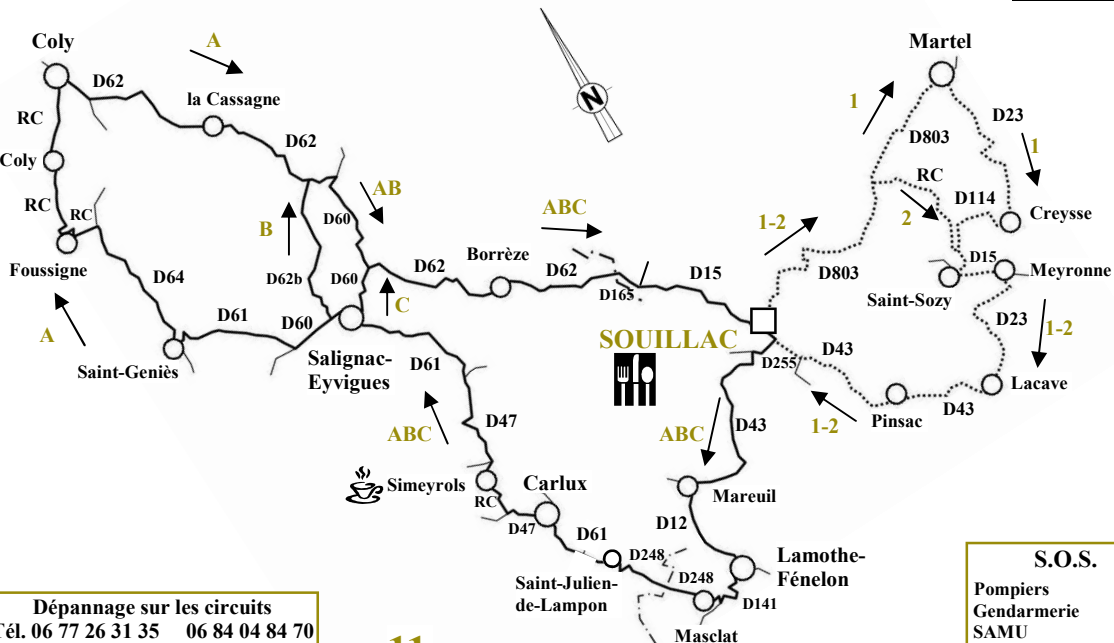 Coly
A
Martel
D62
la Cassagne
1
D23
RC
D803
1
D62
Coly
AB
RC
D114
RC
ABC
2
Creysse
RC
B
D60
1-2
Borrèze
D62
D62
D15
D803
D15
Meyronne
Foussigne
D64
D62b
D60
C
D165
Saint-Sozy
D61
D60
SOUILLAC
D23
1-2
A
Saint-Geniès
Salignac-
Eyvigues
D61
D255
D43
Lacave
ABC
D47
ABC
D43
1-2
Pinsac
D43
Simeyrols
RC
Carlux
Mareuil
D47
D12
D61
D248
Lamothe-
Fénelon
Saint-Julien-
de-Lampon
D248
D141
Masclat
N
Dépannage sur les circuits
Tél. 06 77 26 31 35 06 84 04 84 70
11
S.O.S.
Pompiers
Gendarmerie
SAMU